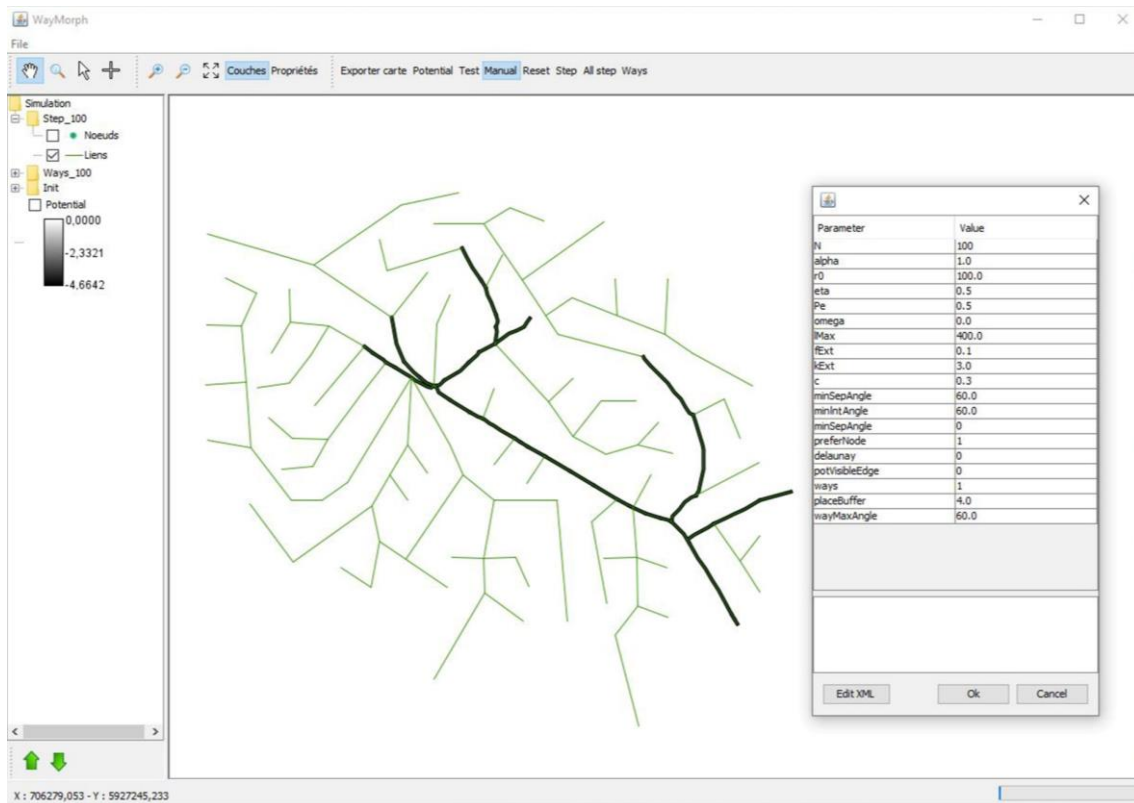 WayMorph
File
Couches Propriétés Exporter carte Potential Test Manual Reset Step All step Ways
Simulation
Step_100
Noeuds
Liens
Ways_100
Init
Potential
0,0000
-2,3321
-4,6642
Parameter Value
N 100
alpha 1.0
r0 100.0
eta 0.5
Pe 0.5
omega 0.0
lMax 400.0
fExt 0.1
kExt 3.0
c 0.3
minSepAngle 60.0
minIntAngle 60.0
minSepAngle 0
preferNode 1
delaunay 0
potVisibleEdge 0
ways 1
placeBuffer 4.0
wayMaxAngle 60.0
Edit XML Ok Cancel
X : 706279,053 - Y : 5927245,233